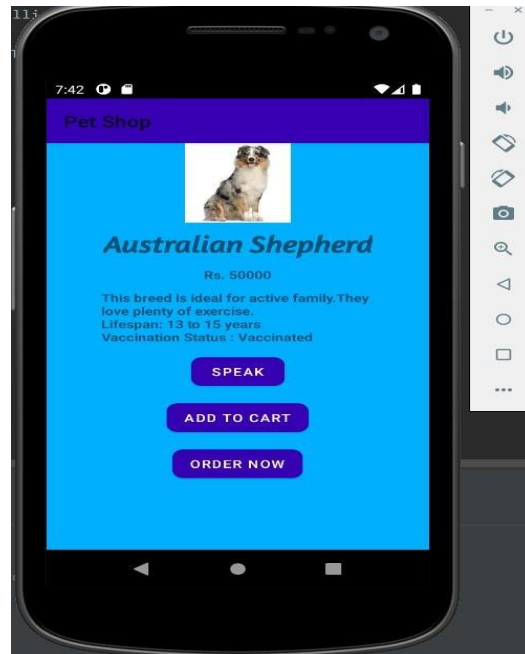 7:42
Pet Shop
Australian Shepherd
Rs. 50000
This breed is ideal for active family.They
love plenty of exercise.
Lifespan: 13 to 15 years
Vaccination Status : Vaccinated
SPEAK
ADD TO CART
ORDER NOW